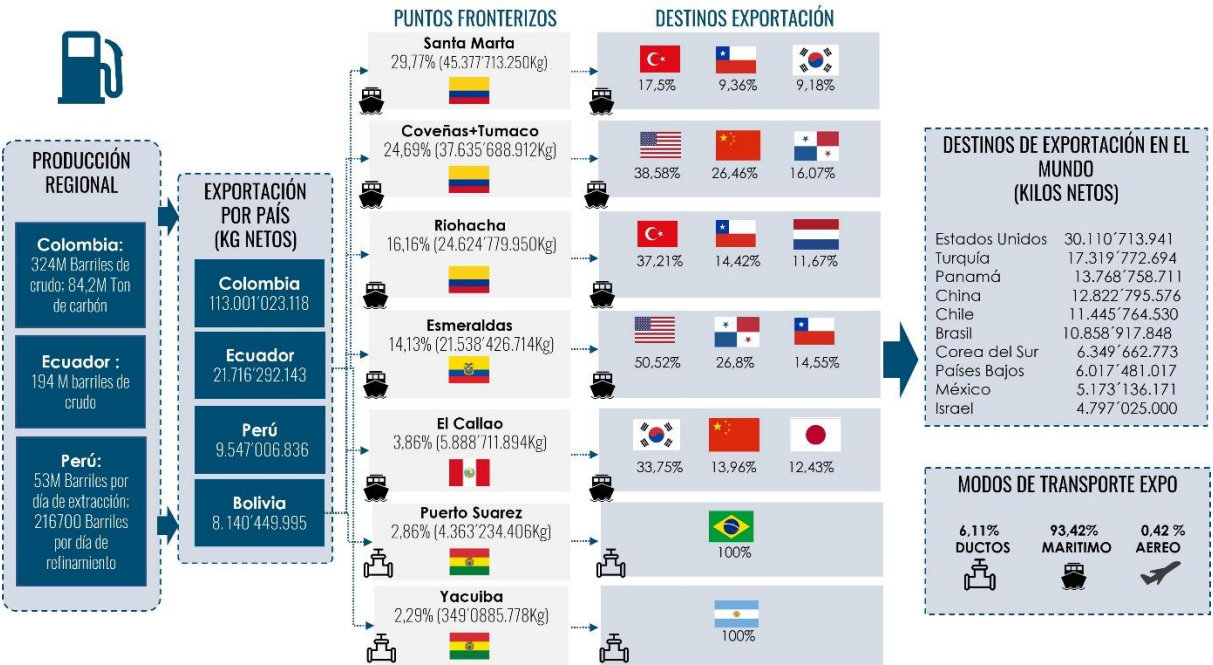 PRODUCCIÓN
REGIONAL
Colombia:
324M Barriles de
crudo; 84,2M Ton
de carbón
Ecuador :
194 M barriles de
crudo
Perú:
53M Barriles por
día de extracción;
216700 Barriles
por día de
refinamiento
EXPORTACIÓN
POR PAÍS
(KG NETOS)
Colombia
113.001´023.118
Ecuador
21.716´292.143
Perú
9.547´006.836
Bolivia
8.140´449.995
PUNTOS FRONTERIZOS
Santa Marta
29,77% (45.377´713.250Kg)
Coveñas+Tumaco
24,69% (37.635´688.912Kg)
Riohacha
16,16% (24.624´779.950Kg)
Esmeraldas
14,13% (21.538´426.714Kg)
El Callao
3,86% (5.888´711.894Kg)
Puerto Suarez
2,86% (4.363´234.406Kg)
Yacuiba
2,29% (349´0885.778Kg)
DESTINOS EXPORTACIÓN
17,5% 9,36% 9,18%
38,58% 26,46% 16,07%
37,21% 14,42% 11,67%
50,52% 26,8% 14,55%
33,75% 13,96% 12,43%
100%
100%
DESTINOS DE EXPORTACIÓN EN EL
MUNDO
(KILOS NETOS)
Estados Unidos 30.110´713.941
Turquía 17.319´772.694
Panamá 13.768´758.711
China 12.822´795.576
Chile 11.445´764.530
Brasil 10.858´917.848
Corea del Sur 6.349´662.773
Países Bajos 6.017´481.017
México 5.173´136.171
Israel 4.797´025.000
MODOS DE TRANSPORTE EXPO
6,11% 93,42% 0,42 %
DUCTOS MARITIMO AEREO